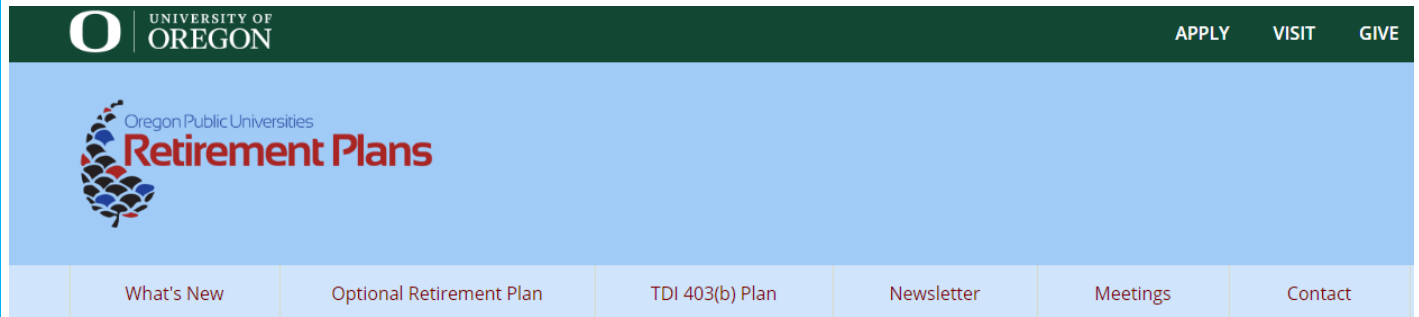 UNIVERSITY OF
OREGON
APPLY VISIT GIVE
Oregon Public Universities
Retirement Plans
What's New Optional Retirement Plan TDI 403(b) Plan Newsletter Meetings Contact